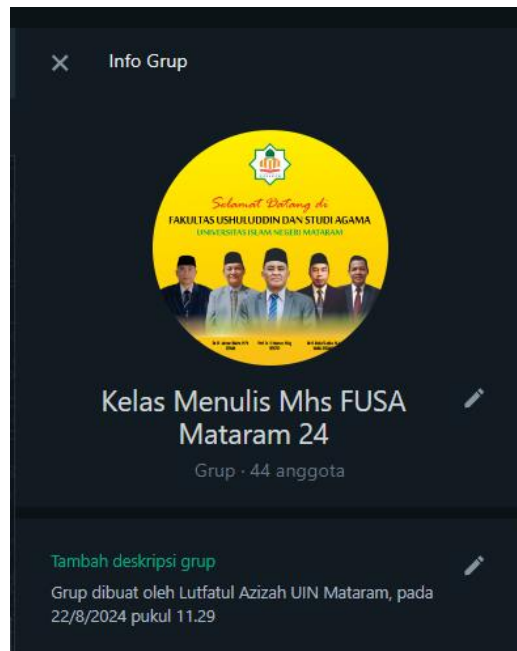 Info Grup
Selamat Datang di
FAKULTAS USHULUDDIN DAN STUDI AGAMA
UNIVERSITAS ISLAM NEGERI MATARAM
Kelas Menulis Mhs FUSA
Mataram 24
Grup · 44 anggota
Tambah deskripsi grup
Grup dibuat oleh Lutfatul Azizah UIN Mataram, pada
22/8/2024 pukul 11.29